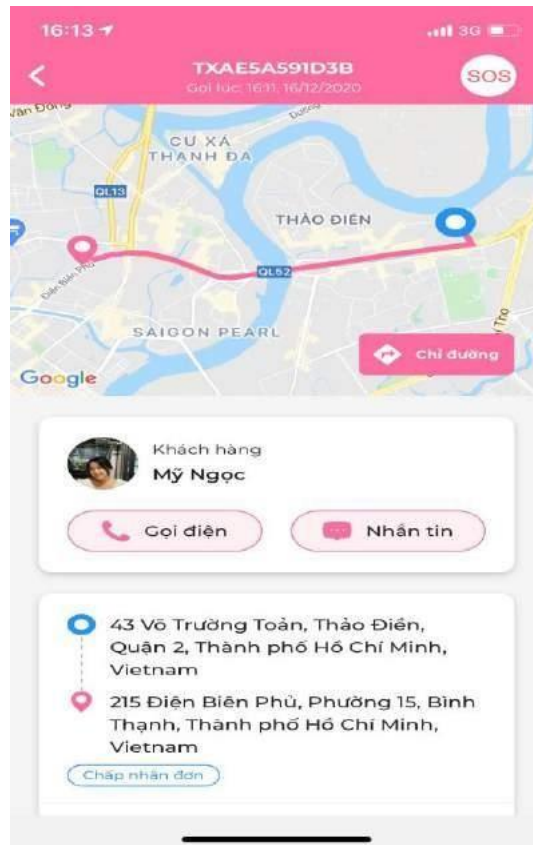 16:13
3G
TXAE5A591D3B
Gọi lúc: 16:11, 16/12/2020
SOS
CƯ XÁ
THANH ĐA
QL13
THẢO ĐIỀN
Điện Biên Phủ
QL52
SAIGON PEARL
Chỉ đường
Google
Khách hàng
Mỹ Ngọc
Gọi điện
Nhắn tin
43 Võ Trường Toản, Thảo Điền,
Quận 2, Thành phố Hồ Chí Minh,
Vietnam
215 Điện Biên Phủ, Phường 15, Bình
Thạnh, Thành phố Hồ Chí Minh,
Vietnam
Chấp nhận đơn